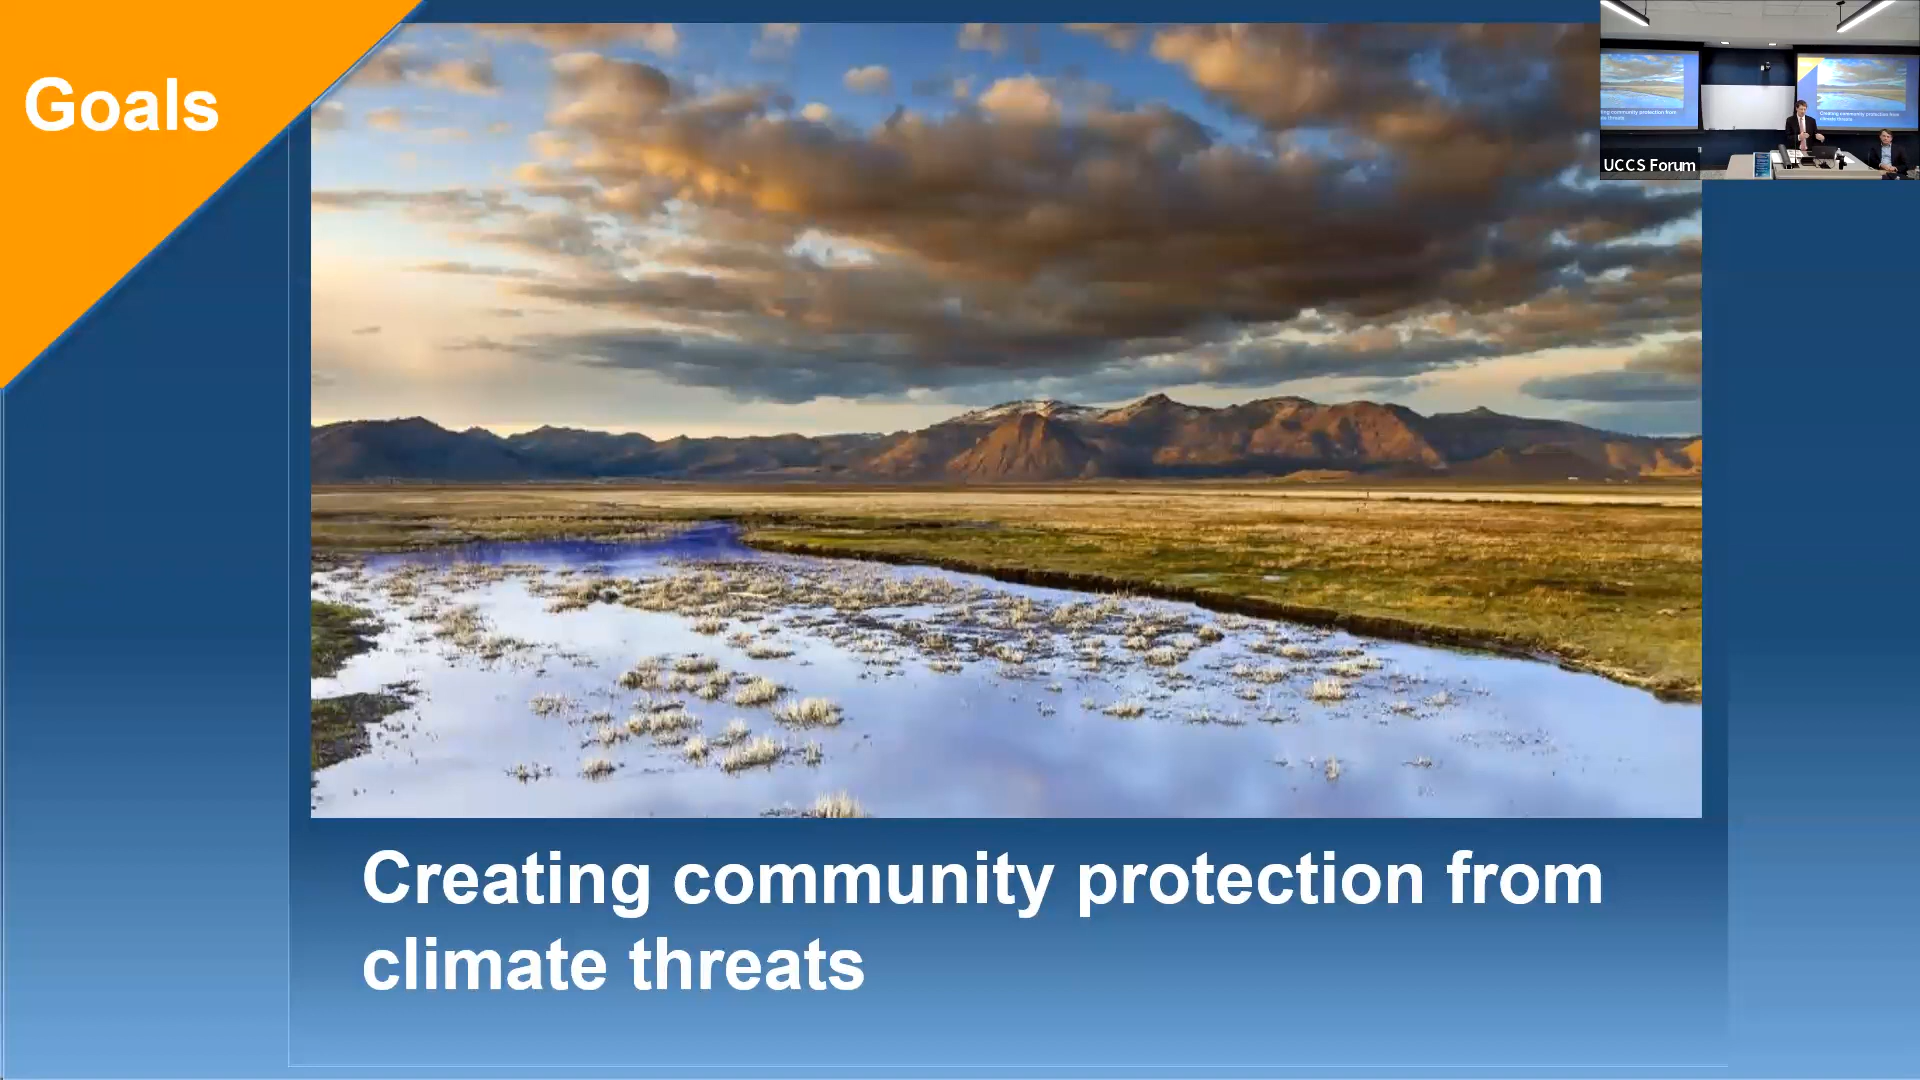 Goals
UCCS Forum
Creating community protection from
climate threats